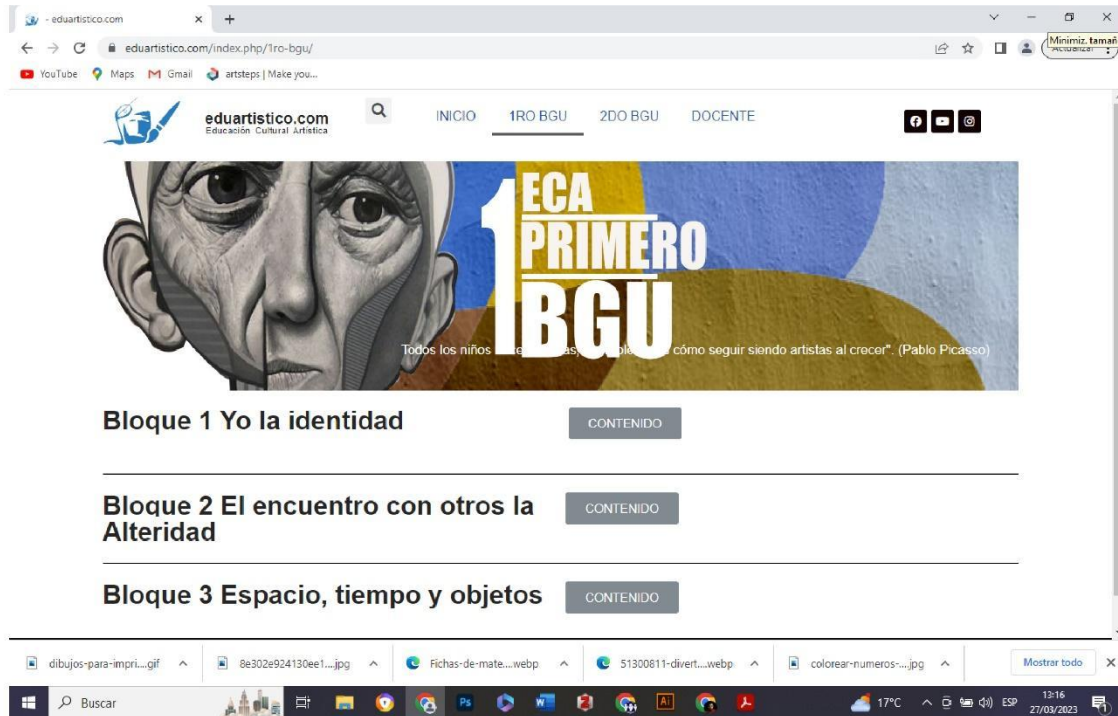 - eduartistico.com
eduartistico.com/index.php/1ro-bgu/
Minimiz. tamañ
Actualizar
YouTube Maps Gmail artsteps | Make you...
eduartistico.com
Educación Cultural Artística
INICIO 1RO BGU 2DO BGU DOCENTE
1 ECA
PRIMERO
BGU
Todos los niños cómo seguir siendo artistas al crecer". (Pablo Picasso)
Bloque 1 Yo la identidad CONTENIDO
Bloque 2 El encuentro con otros la
Alteridad
CONTENIDO
Bloque 3 Espacio, tiempo y objetos CONTENIDO
dibujos-para-impri....gif 8e302e924130ee1....jpg Fichas-de-mate....webp 51300811-divert....webp colorear-numeros-....jpg Mostrar todo
Buscar Ps Ai 17°C ESP 13:16
27/03/2023